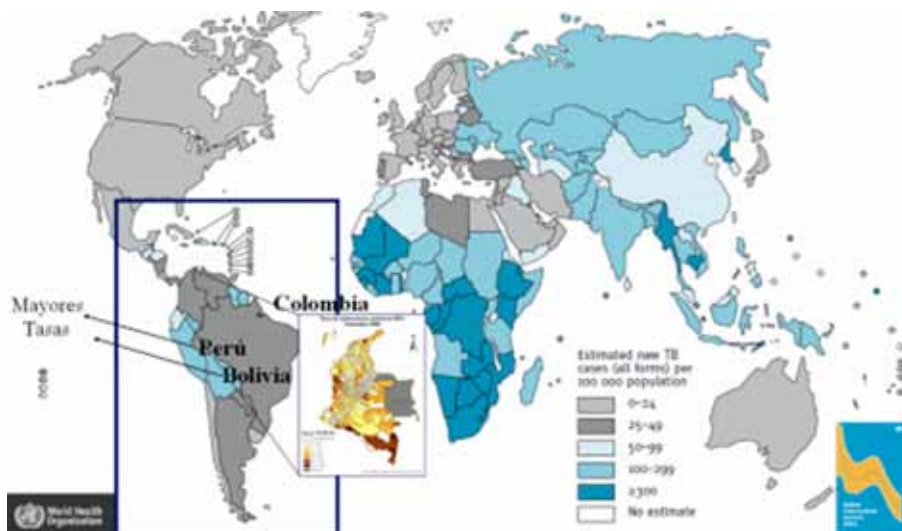 Mayores
Tasas
Colombia
Perú
Bolivia
Estimated new TB
cases (all forms) per
100 000 population
0–24
25–49
50–99
100–299
≥300
No estimate
World Health
Organization